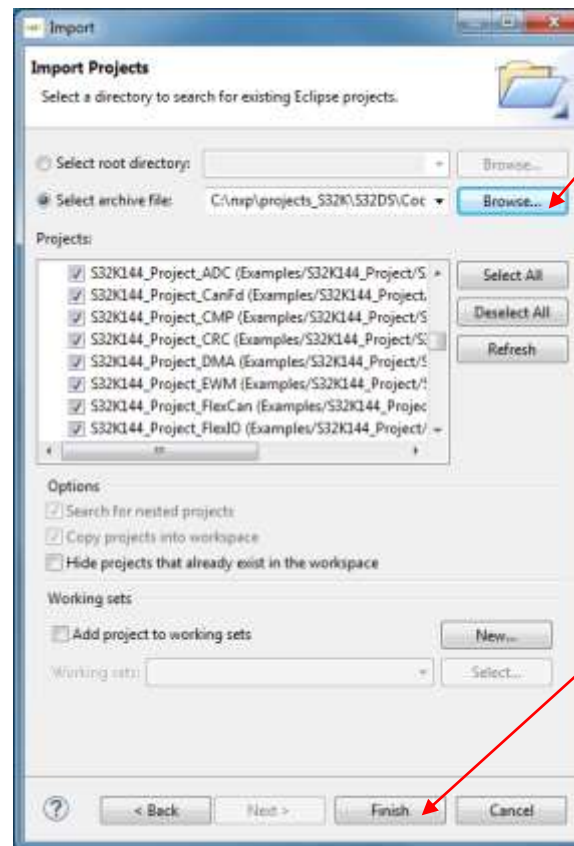 Import
Import Projects
Select a directory to search for existing Eclipse projects.
Select root directory:
Browse...
Select archive file:
C:\nxp\projects_S32K\S32DS\Coc
Browse...
Projects:
S32K144_Project_ADC (Examples/S32K144_Project/S
S32K144_Project_CanFd (Examples/S32K144_Project
S32K144_Project_CMP (Examples/S32K144_Project/S
S32K144_Project_CRC (Examples/S32K144_Project/S
S32K144_Project_DMA (Examples/S32K144_Project/
S32K144_Project_EWM (Examples/S32K144_Project/
S32K144_Project_FlexCan (Examples/S32K144_Projec
S32K144_Project_FlexIO (Examples/S32K144_Project/
Select All
Deselect All
Refresh
Options
Search for nested projects
Copy projects into workspace
Hide projects that already exist in the workspace
Working sets
Add project to working sets
New...
Working sets:
Select...
?
< Back
Next >
Finish
Cancel